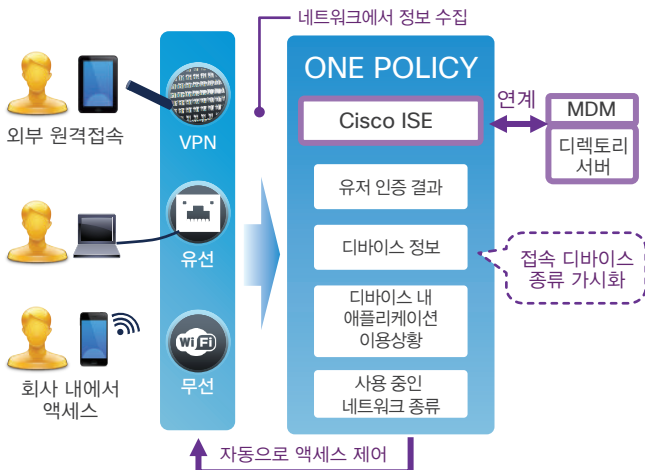 네트워크에서 정보 수집
외부 원격접속
VPN
유선
회사 내에서
액세스
WiFi
무선
ONE POLICY
Cisco ISE
연계
MDM
디렉토리
서버
유저 인증 결과
디바이스 정보
접속 디바이스
종류 가시화
디바이스 내
애플리케이션
이용상황
사용 중인
네트워크 종류
자동으로 액세스 제어